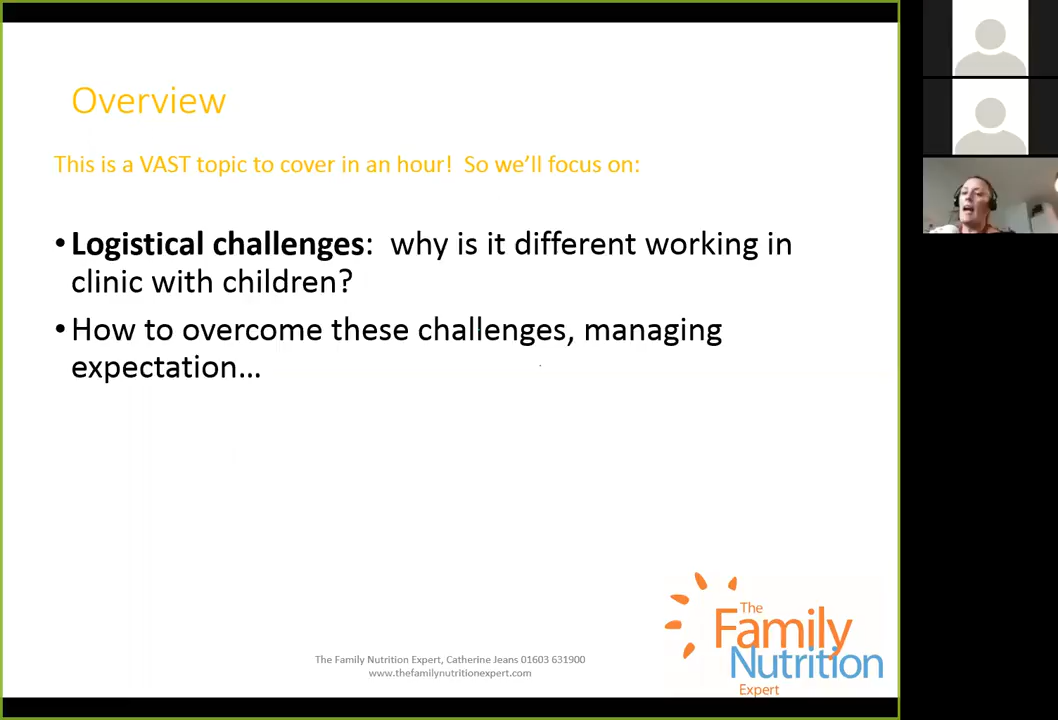 Overview
This is a VAST topic to cover in an hour!  So we'll focus on:
•Logistical challenges:  why is it different working in
clinic with children?
•How to overcome these challenges, managing
expectation…
The Family Nutrition Expert, Catherine Jeans 01603 631900
www.thefamilynutritionexpert.com
The
Family
Nutrition
Expert